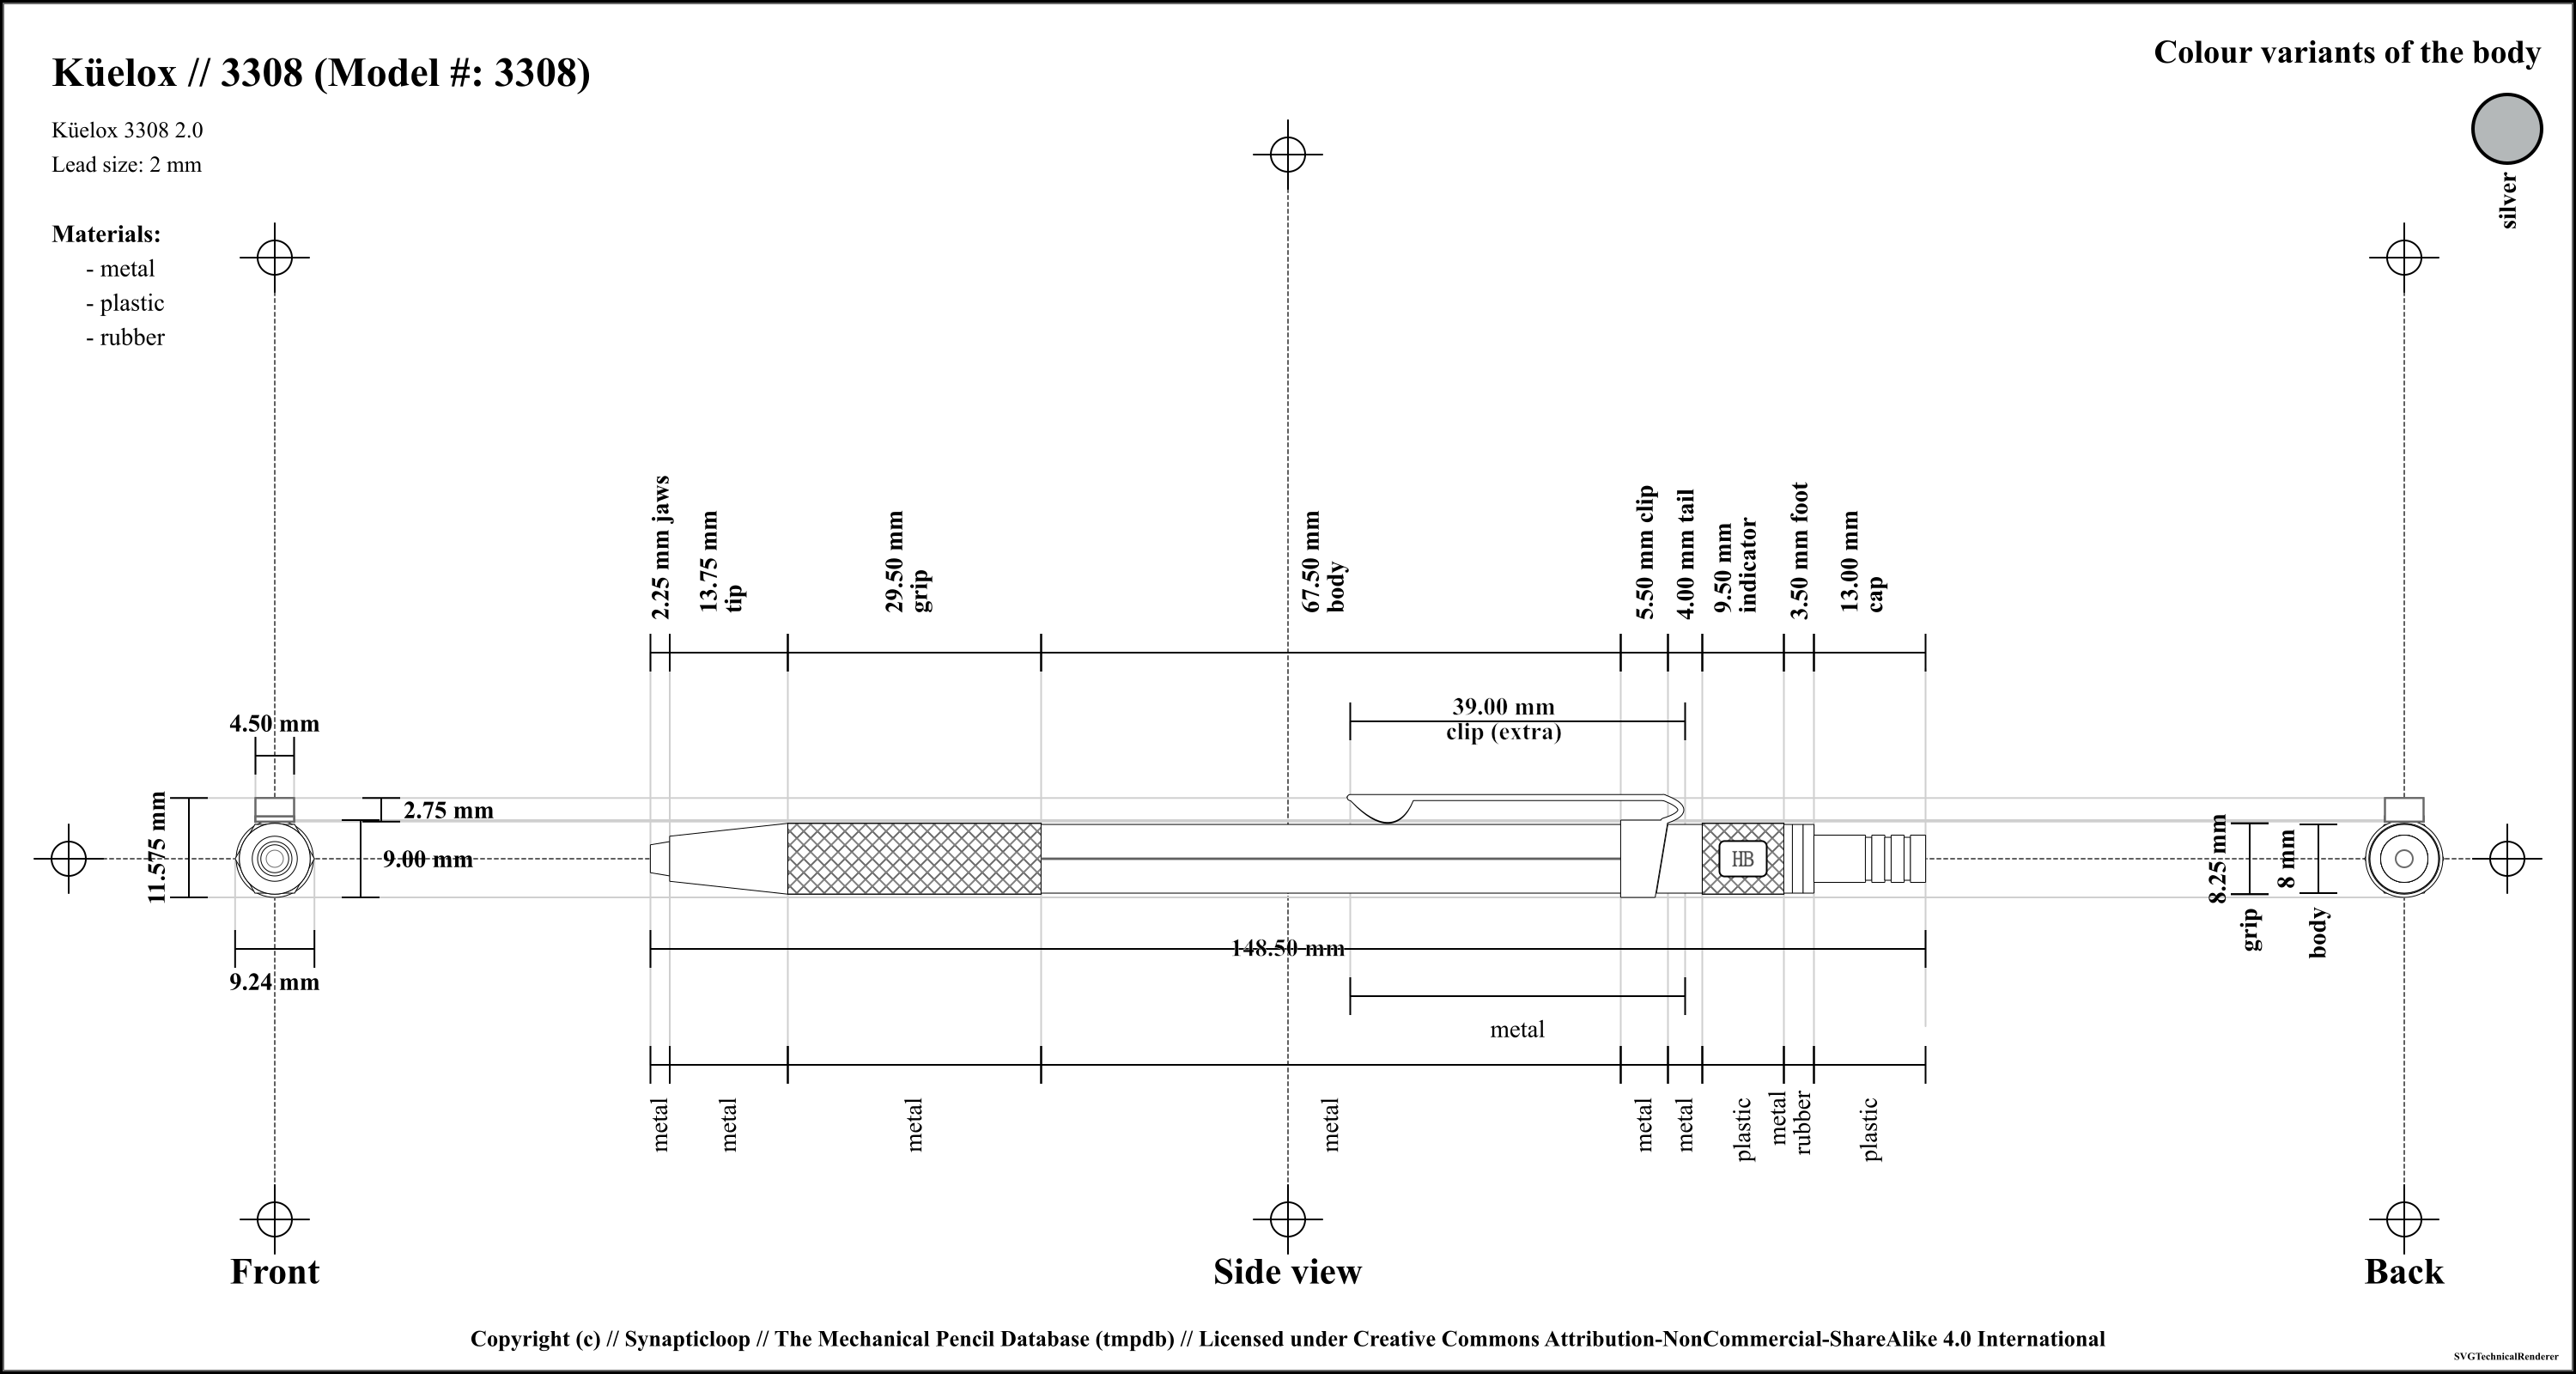 Küelox // 3308 (Model #: 3308)
Colour variants of the body
Küelox 3308 2.0
Lead size: 2 mm
silver
Materials:
- metal
- plastic
- rubber
2.25 mm jaws
13.75 mm
tip
29.50 mm
grip
67.50 mm
body
5.50 mm clip
4.00 mm tail
9.50 mm
indicator
3.50 mm foot
13.00 mm
cap
39.00 mm
clip (extra)
4.50 mm
2.75 mm
11.575 mm
9.00 mm
9.24 mm
HB
8.25 mm
grip
8 mm
body
148.50 mm
metal
metal
metal
metal
metal
metal
metal
plastic
metal
rubber
plastic
Front
Side view
Back
Copyright (c) // Synapticloop // The Mechanical Pencil Database (tmpdb) // Licensed under Creative Commons Attribution-NonCommercial-ShareAlike 4.0 International
SVGTechnicalRenderer